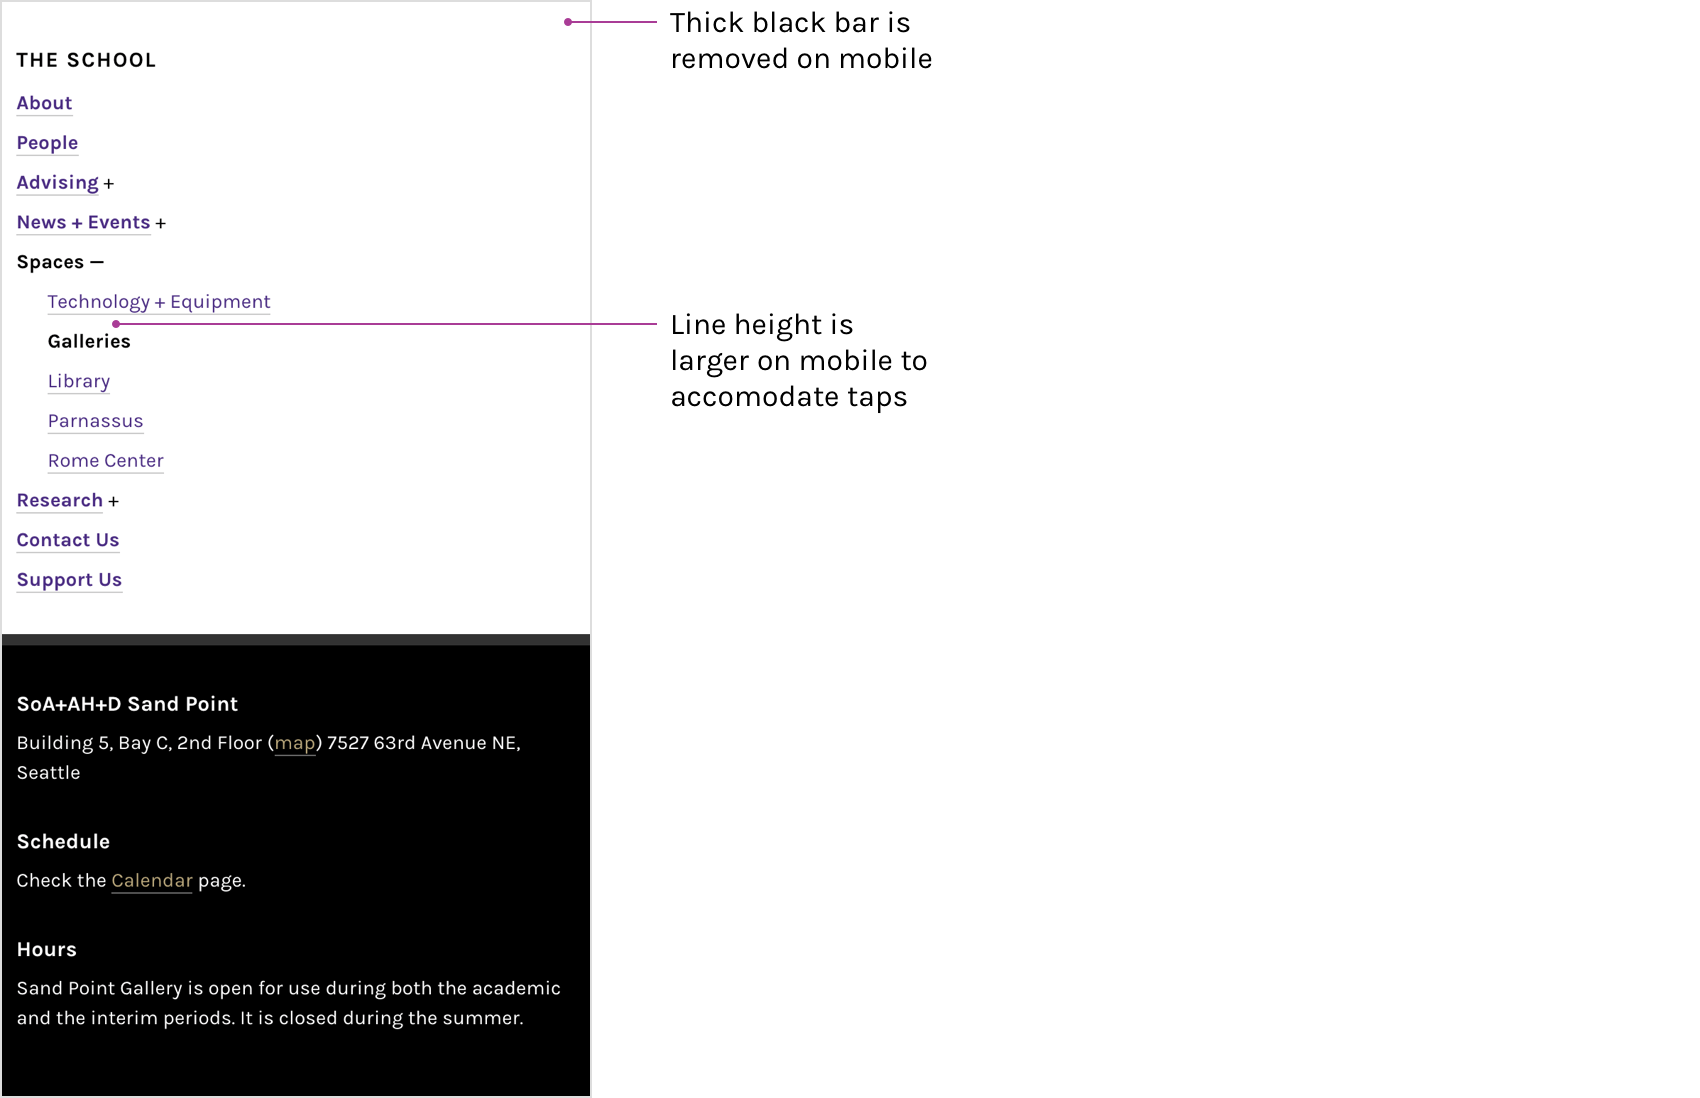 THE SCHOOL
About
People
Advising +
News + Events +
Spaces —
Technology + Equipment
Galleries
Library
Parnassus
Rome Center
Research +
Contact Us
Support Us
SoA+AH+D Sand Point
Building 5, Bay C, 2nd Floor (map) 7527 63rd Avenue NE,
Seattle
Schedule
Check the Calendar page.
Hours
Sand Point Gallery is open for use during both the academic
and the interim periods. It is closed during the summer.
Thick black bar is
removed on mobile
Line height is
larger on mobile to
accomodate taps